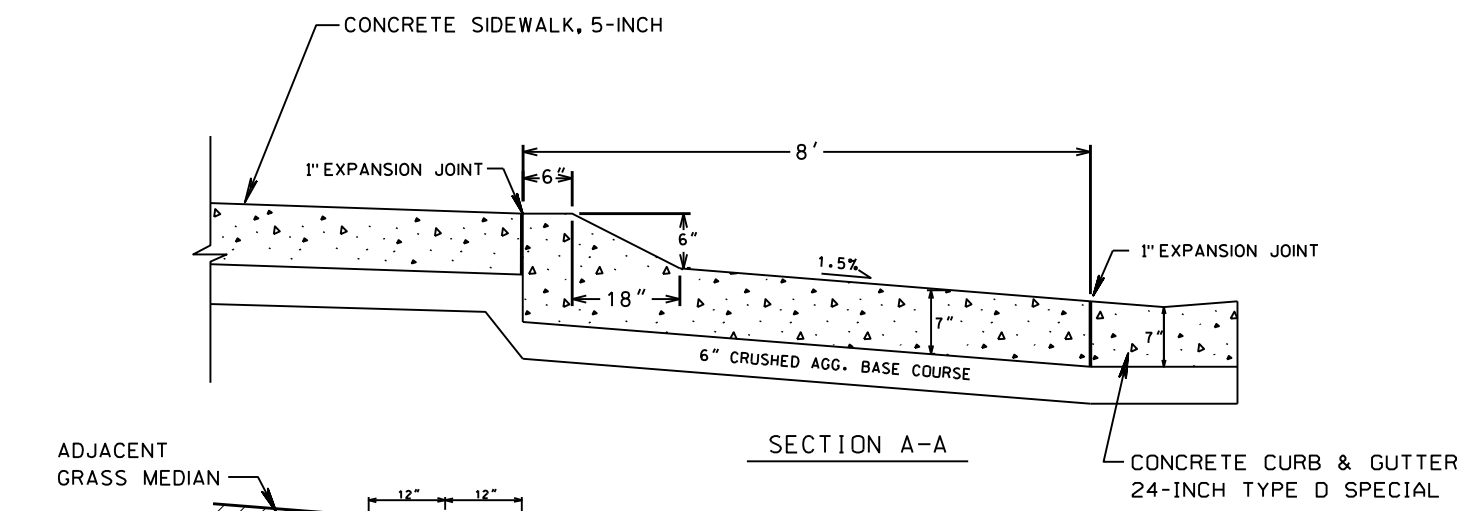 CONCRETE SIDEWALK, 5-INCH
8'
1" EXPANSION JOINT
6"
6"
1" EXPANSION JOINT
1.5%
18"
7"
7"
6" CRUSHED AGG. BASE COURSE
SECTION A-A
ADJACENT
GRASS MEDIAN
CONCRETE CURB & GUTTER
24-INCH TYPE D SPECIAL
12"
12"